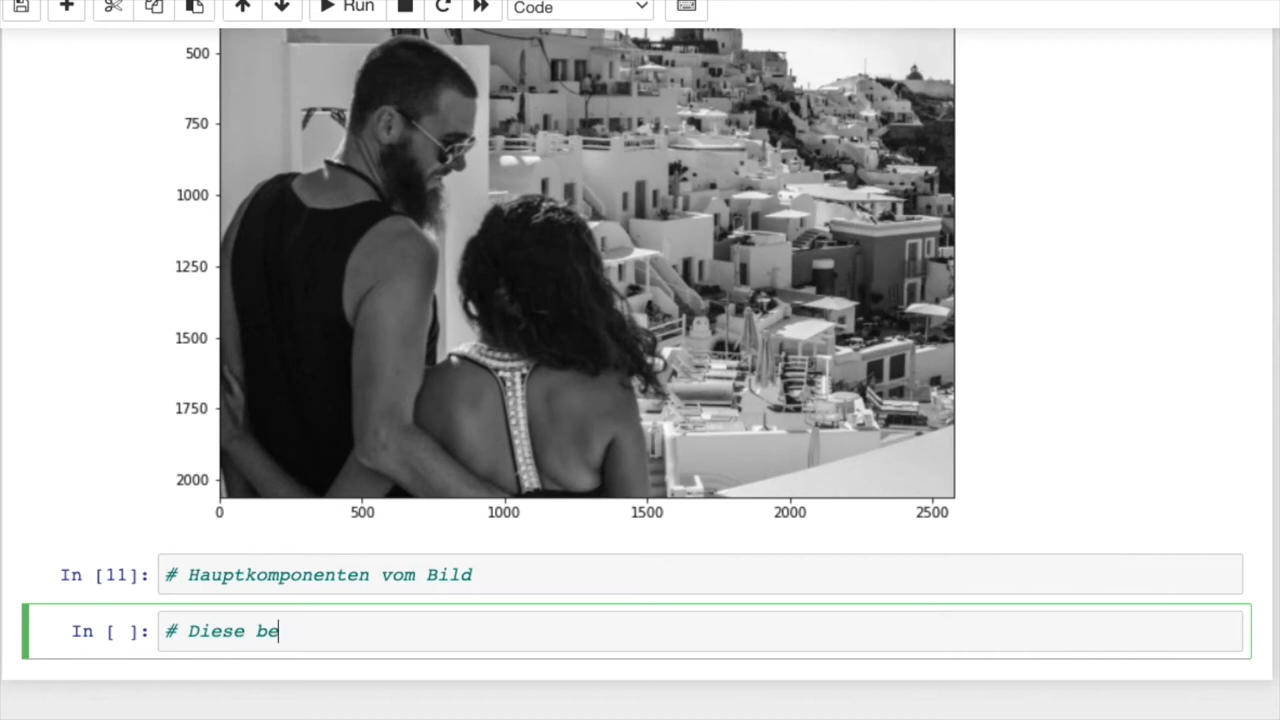 Run
Code
500
750
1000
1250
1500
1750
2000
0 500 1000 1500 2000 2500
In [11]: # Hauptkomponenten vom Bild
In [ ]: # Diese be